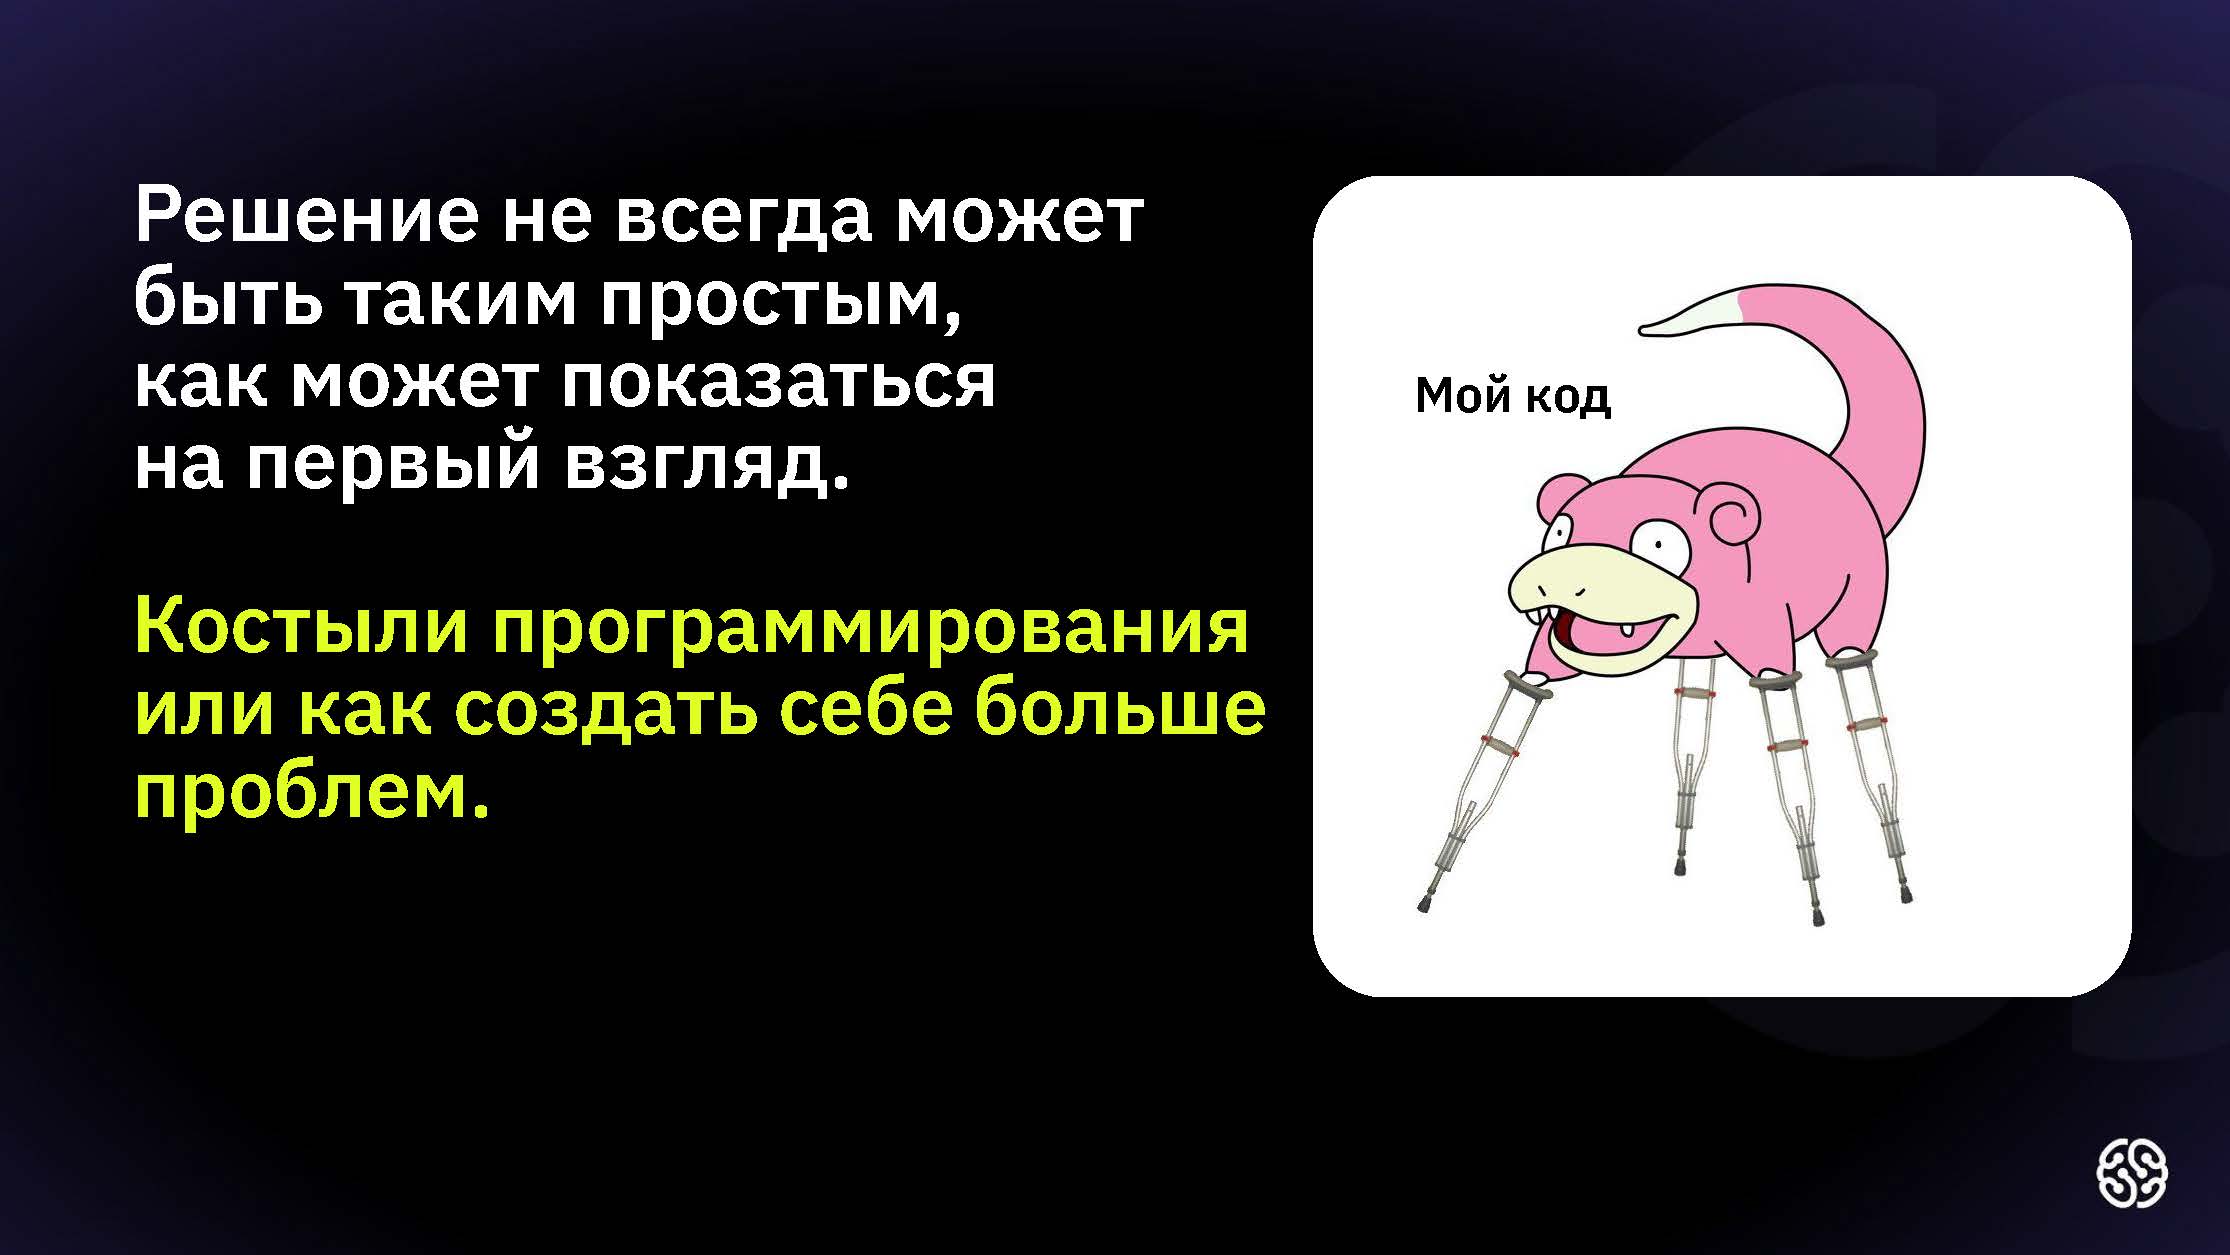 Решение не всегда может
быть таким простым,
как может показаться
на первый взгляд.
Костыли программирования
или как создать себе больше
проблем.
Мой код